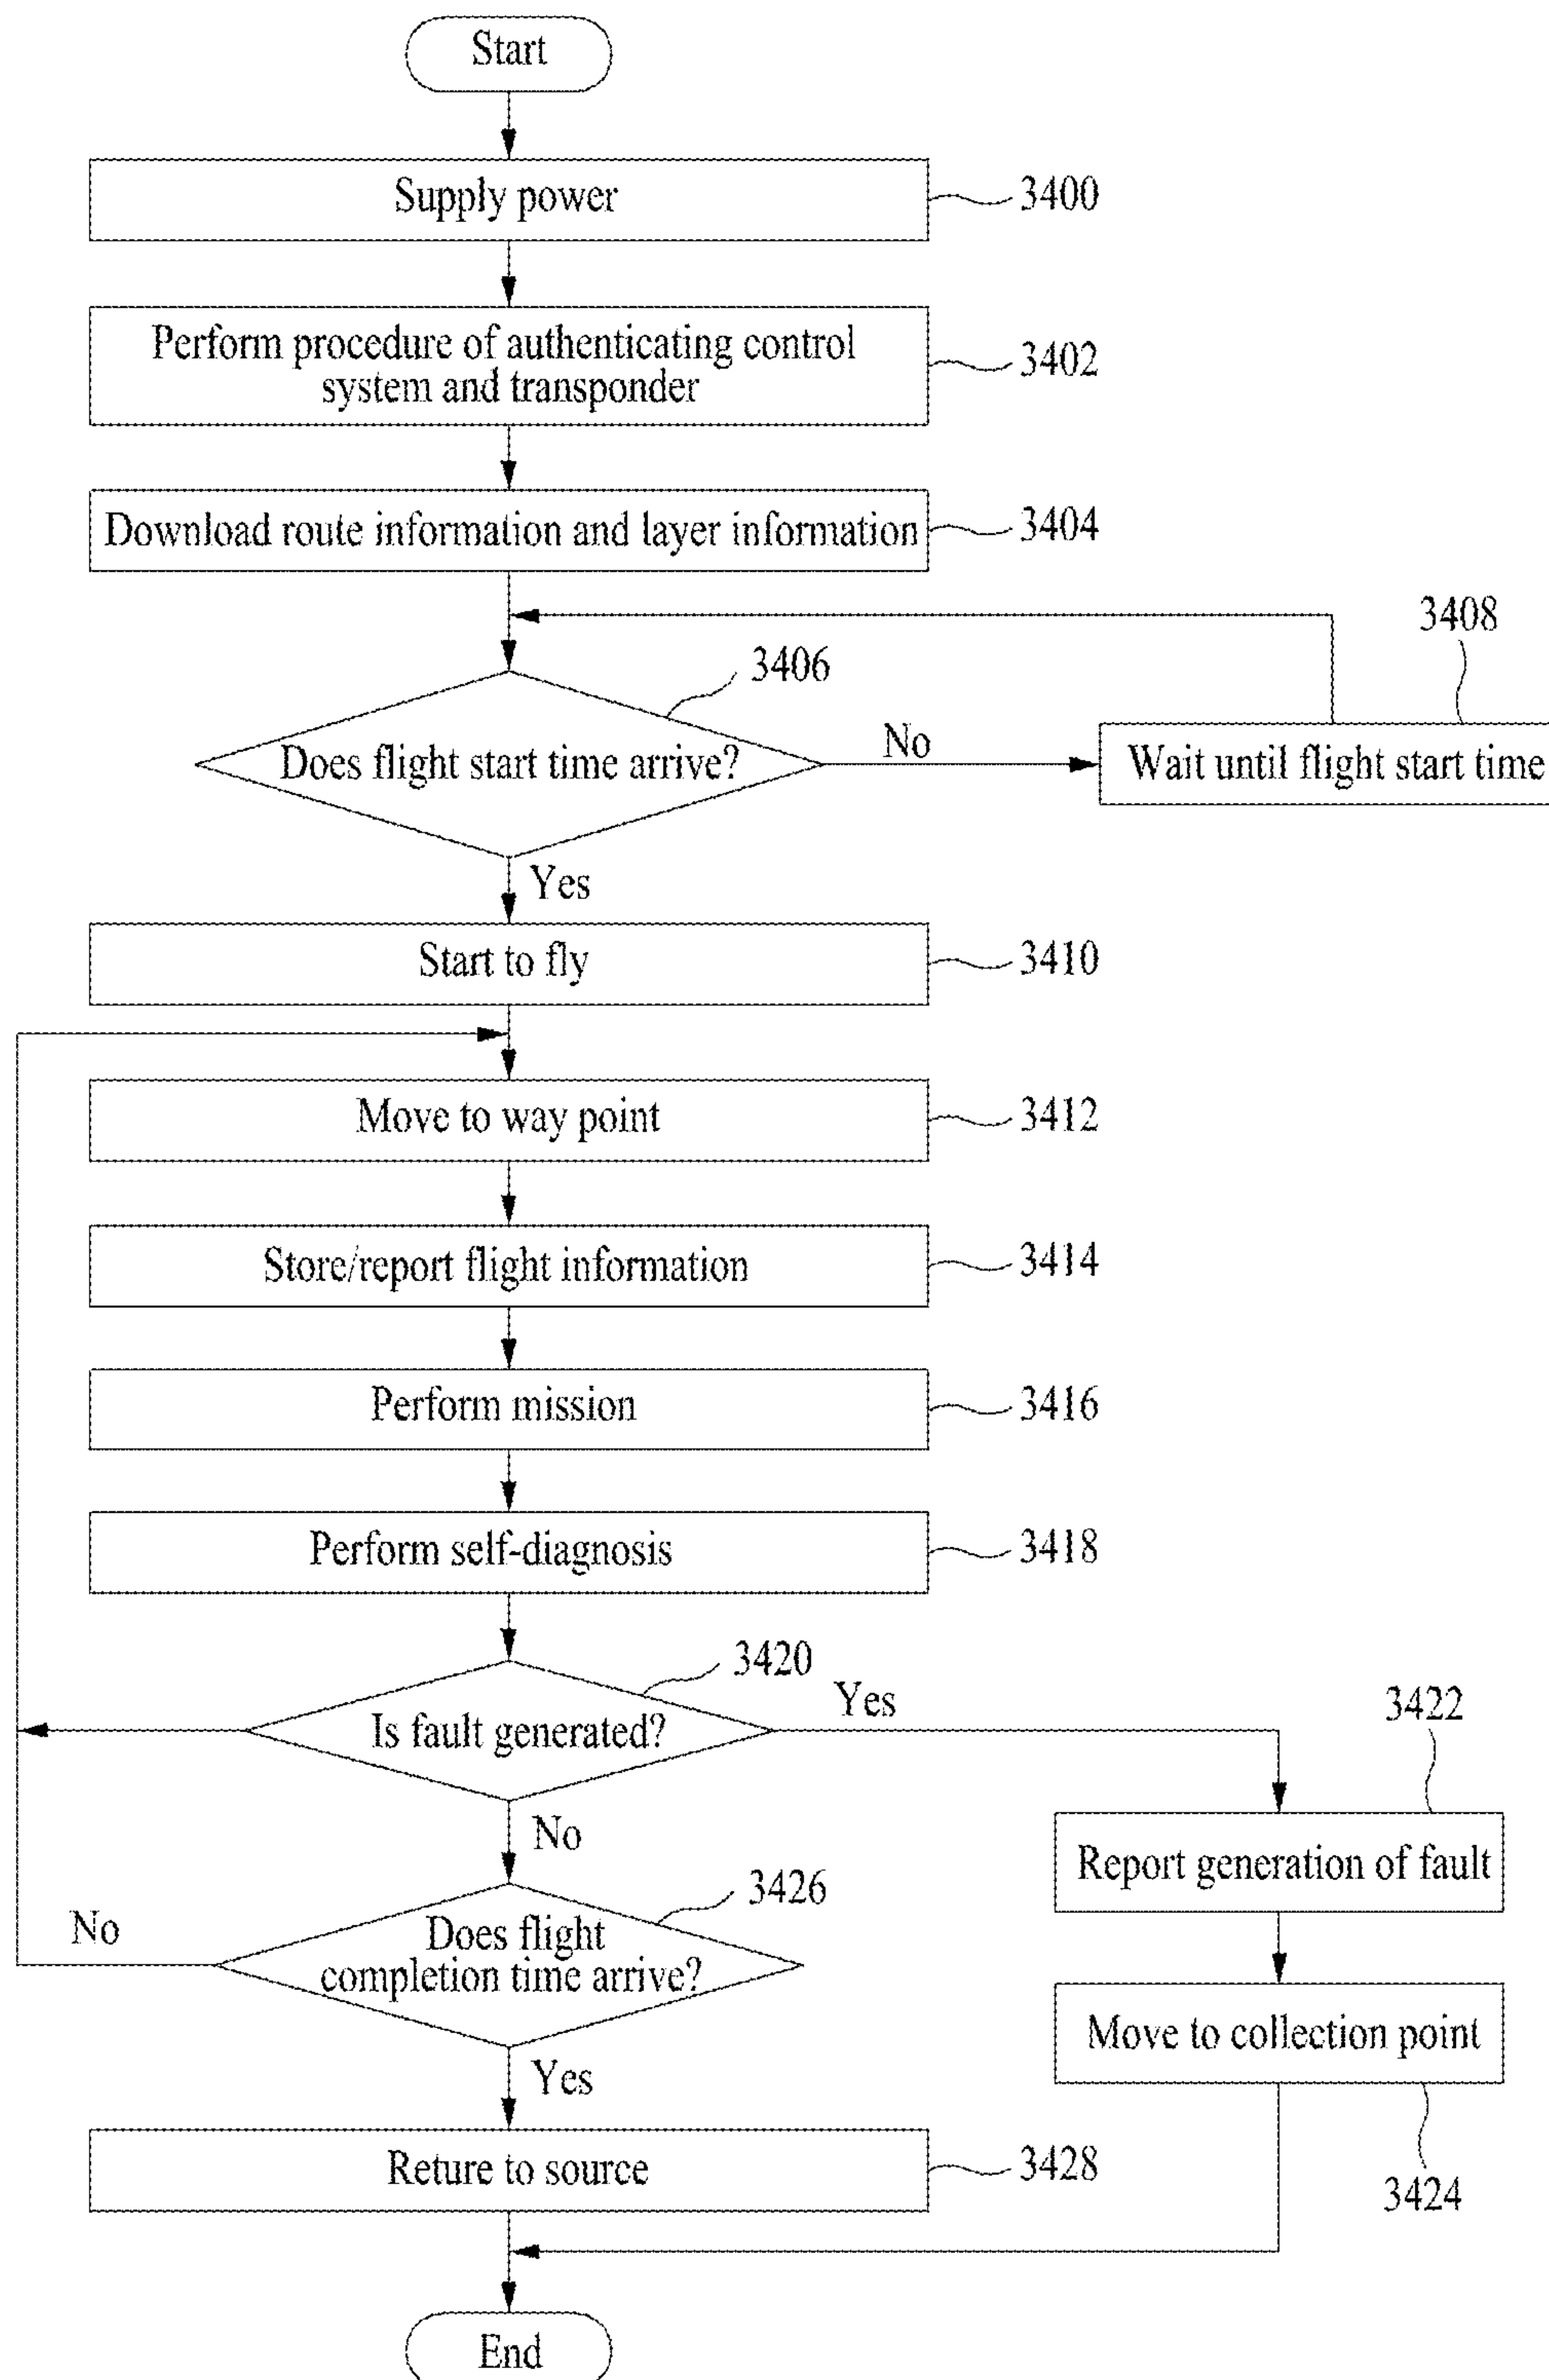 Start
Supply power
3400
Perform procedure of authenticating control
system and transponder
3402
Download route information and layer information
3404
3408
3406
Does flight start time arrive?
No
Wait until flight start time
Yes
Start to fly
3410
Move to way point
3412
Store/report flight information
3414
Perform mission
3416
Perform self-diagnosis
3418
3420
Is fault generated?
Yes
3422
No
Report generation of fault
3426
No
Does flight
completion time arrive?
Move to collection point
Yes
Reture to source
3428
3424
End